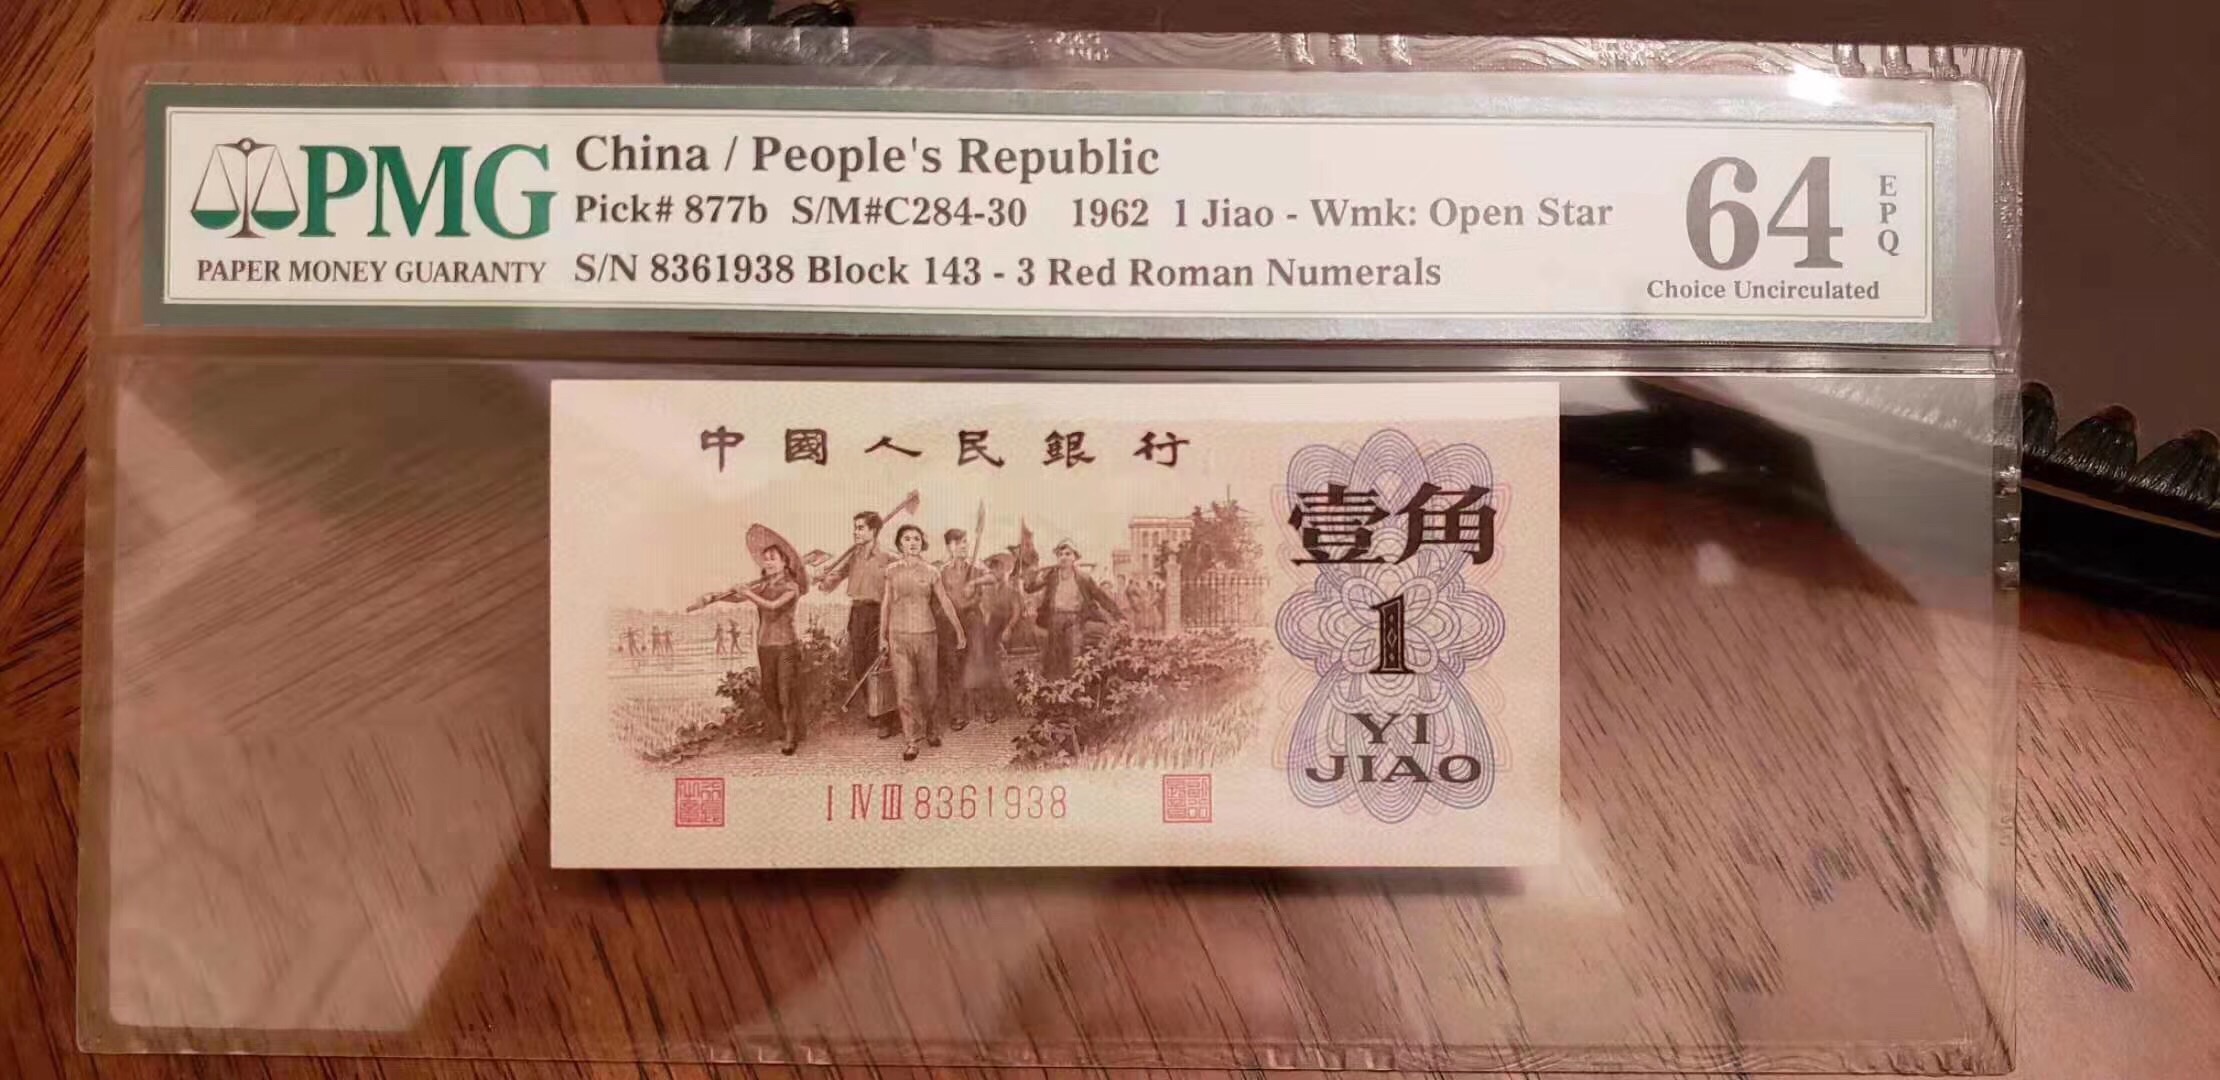 PMG
PAPER MONEY GUARANTY
China / People's Republic
Pick# 877b S/M#C284-30 1962 1 Jiao - Wmk: Open Star
S/N 8361938 Block 143 - 3 Red Roman Numerals
64
EPQ
Choice Uncirculated
中國人民銀行
壹角
1
YI
JIAO
I IV III 8361938